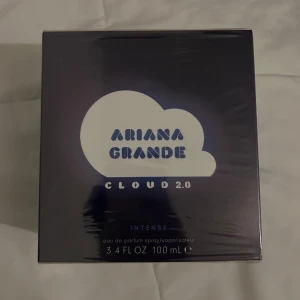 ARIANA
GRANDE
CLOUD 2.0
INTENSE
eau de parfum spray/vaporisateur
3.4 FL OZ 100 mL ℮